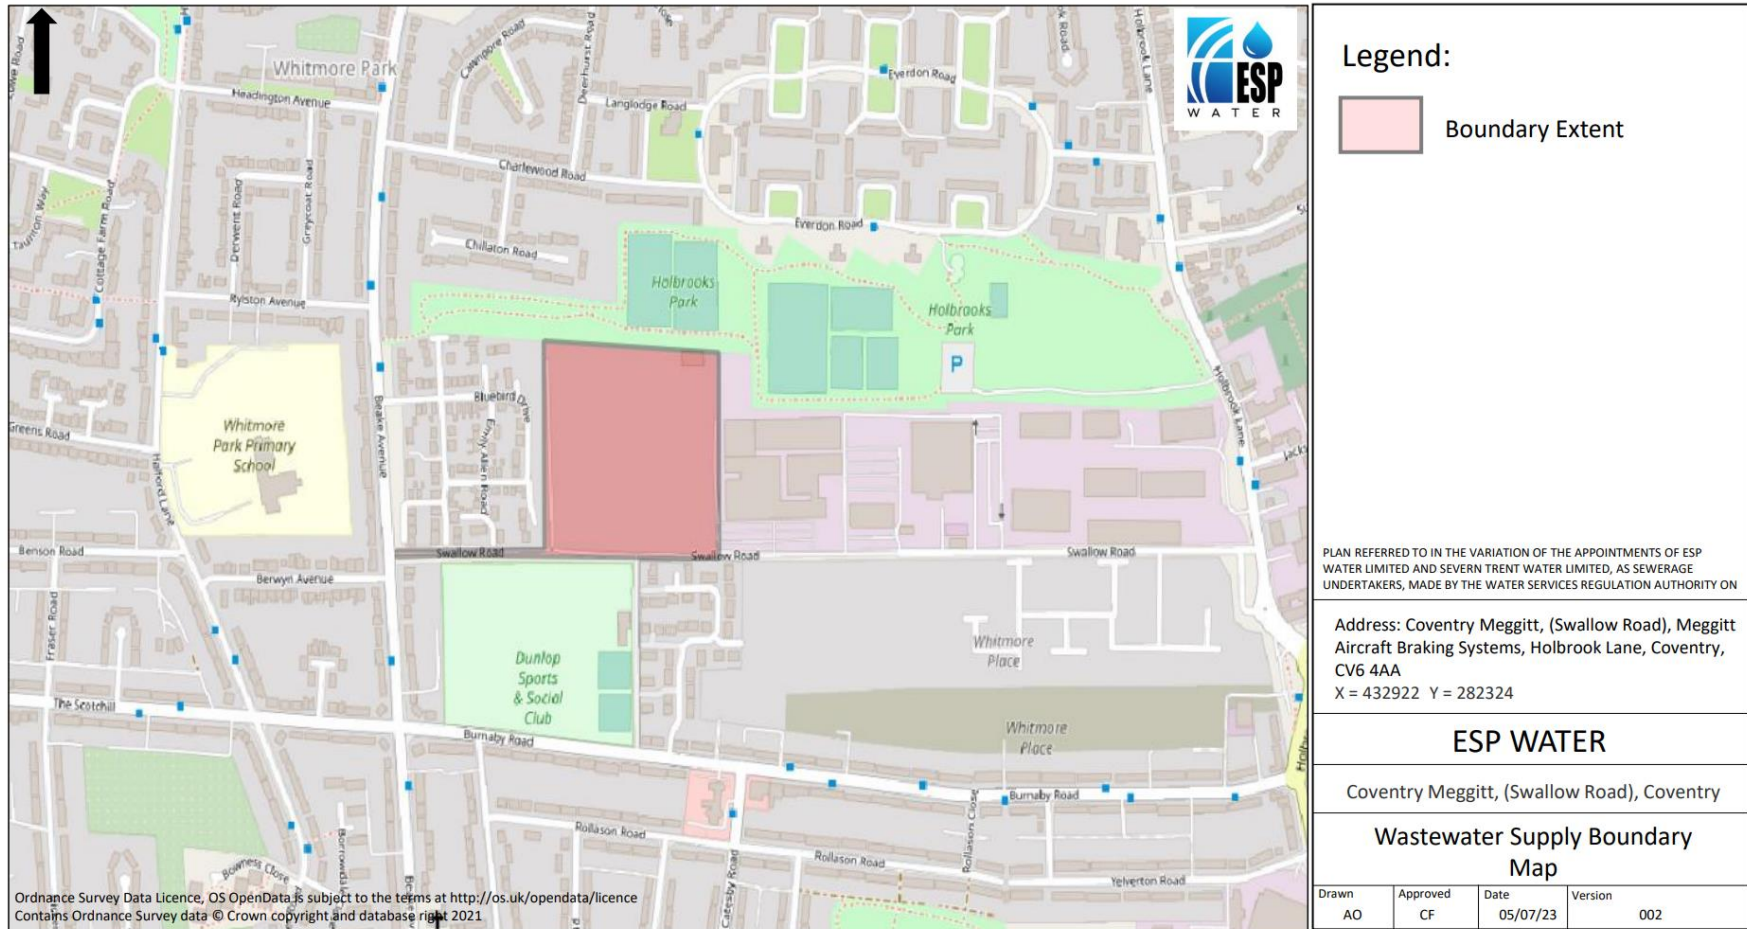 Whitmore Park
Headington Avenue
Cawnpore Road
Deerhurst Road
Langlodge Road
Everdon Road
Holbrook Lane
ESP
WATER
Charlewood Road
Derwent Road
Greycoat Road
Cottage Farm Road
Taunton Way
Chillaton Road
Everdon Road
Rylston Avenue
Holbrooks
Park
Holbrooks
Park
P
Bluebird Drive
Emily Allen Road
Beake Avenue
Holbrook Lane
Greens Road
Whitmore
Park Primary
School
Halford Lane
Benson Road
Swallow Road
Swallow Road
Swallow Road
Berwyn Avenue
Fraser Road
Whitmore
Place
Dunlop
Sports
& Social
Club
The Scotchill
Burnaby Road
Whitmore
Place
Burnaby Road
Rollason Close
Rollason Road
Rollason Road
Yelverton Road
Bowness Close
Catesby Road
Ordnance Survey Data Licence, OS OpenData is subject to the terms at http://os.uk/opendata/licence
Contains Ordnance Survey data © Crown copyright and database right 2021
Legend:
Boundary Extent
PLAN REFERRED TO IN THE VARIATION OF THE APPOINTMENTS OF ESP
WATER LIMITED AND SEVERN TRENT WATER LIMITED, AS SEWERAGE
UNDERTAKERS, MADE BY THE WATER SERVICES REGULATION AUTHORITY ON
Address: Coventry Meggitt, (Swallow Road), Meggitt
Aircraft Braking Systems, Holbrook Lane, Coventry,
CV6 4AA
X = 432922 Y = 282324
ESP WATER
Coventry Meggitt, (Swallow Road), Coventry
Wastewater Supply Boundary
Map
Drawn Approved Date Version
AO CF 05/07/23 002